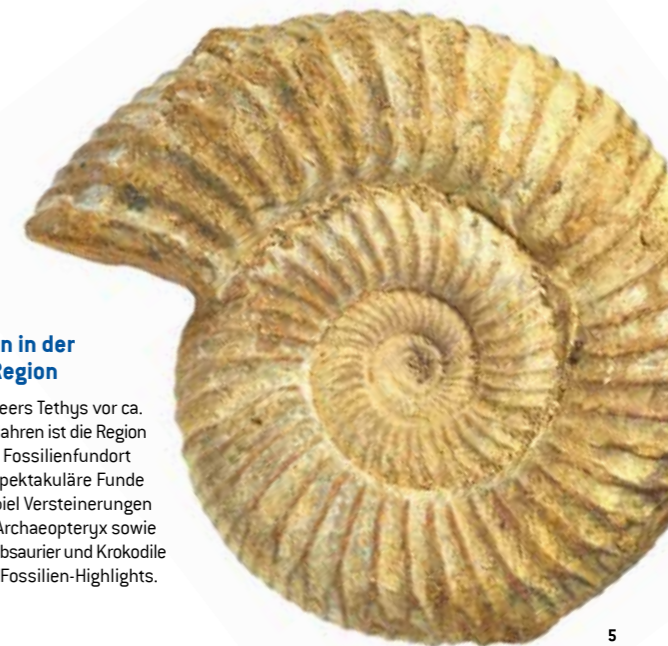 n in der
Region
eers Tethys vor ca.
ahren ist die Region
Fossilienfundort
pektakuläre Funde
piel Versteinerungen
Archaeopteryx sowie
bsaurier und Krokodile
Fossilien-Highlights.
5